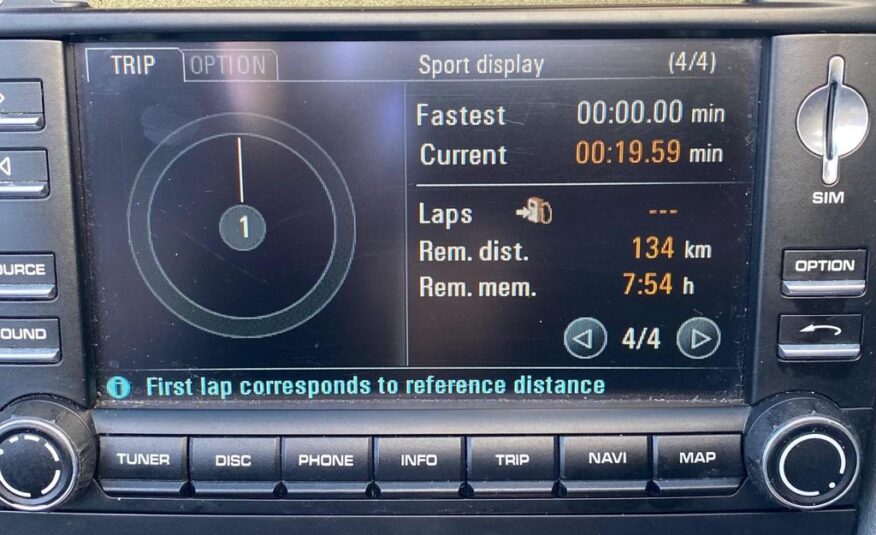 TRIP OPTION Sport display (4/4)
Fastest 00:00.00 min
Current 00:19.59 min
1
Laps ---
Rem. dist. 134 km
Rem. mem. 7:54 h
4/4
First lap corresponds to reference distance
SIM
OPTION
SOUND
TUNER DISC PHONE INFO TRIP NAVI MAP